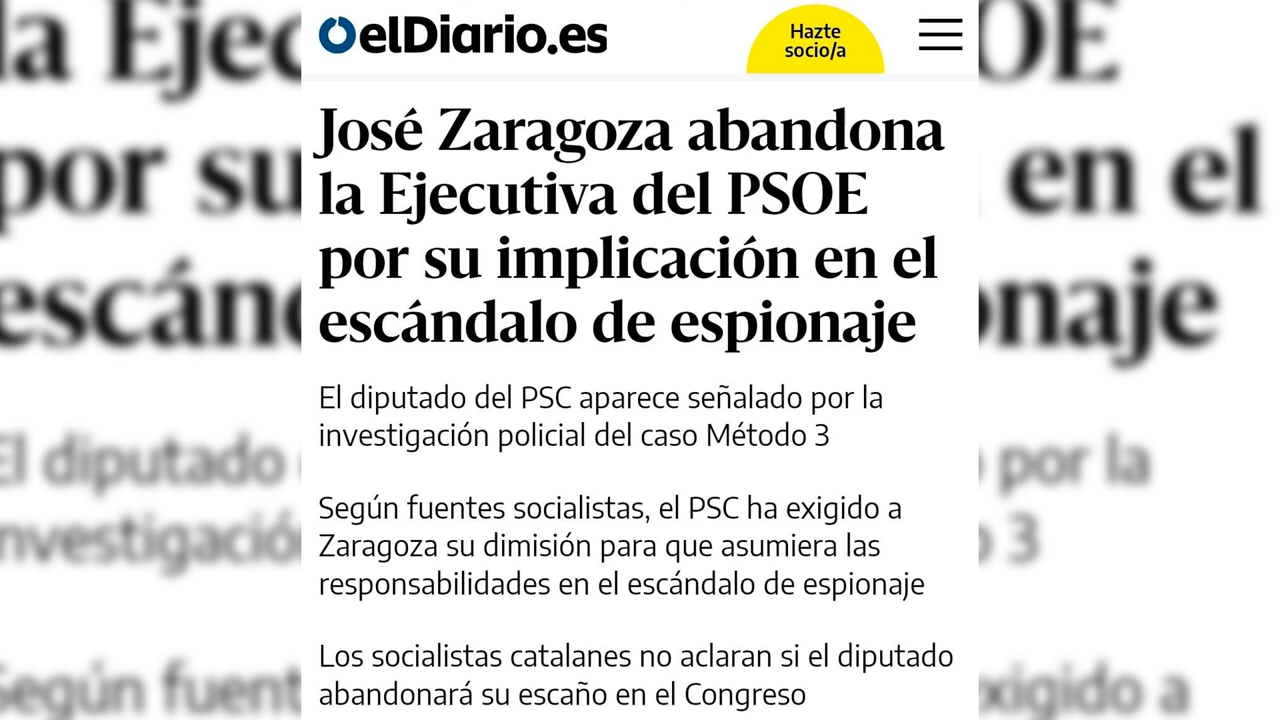 elDiario.es
Hazte
socio/a
José Zaragoza abandona
la Ejecutiva del PSOE
por su implicación en el
escándalo de espionaje
El diputado del PSC aparece señalado por la
investigación policial del caso Método 3
Según fuentes socialistas, el PSC ha exigido a
Zaragoza su dimisión para que asumiera las
responsabilidades en el escándalo de espionaje
Los socialistas catalanes no aclaran si el diputado
abandonará su escaño en el Congreso